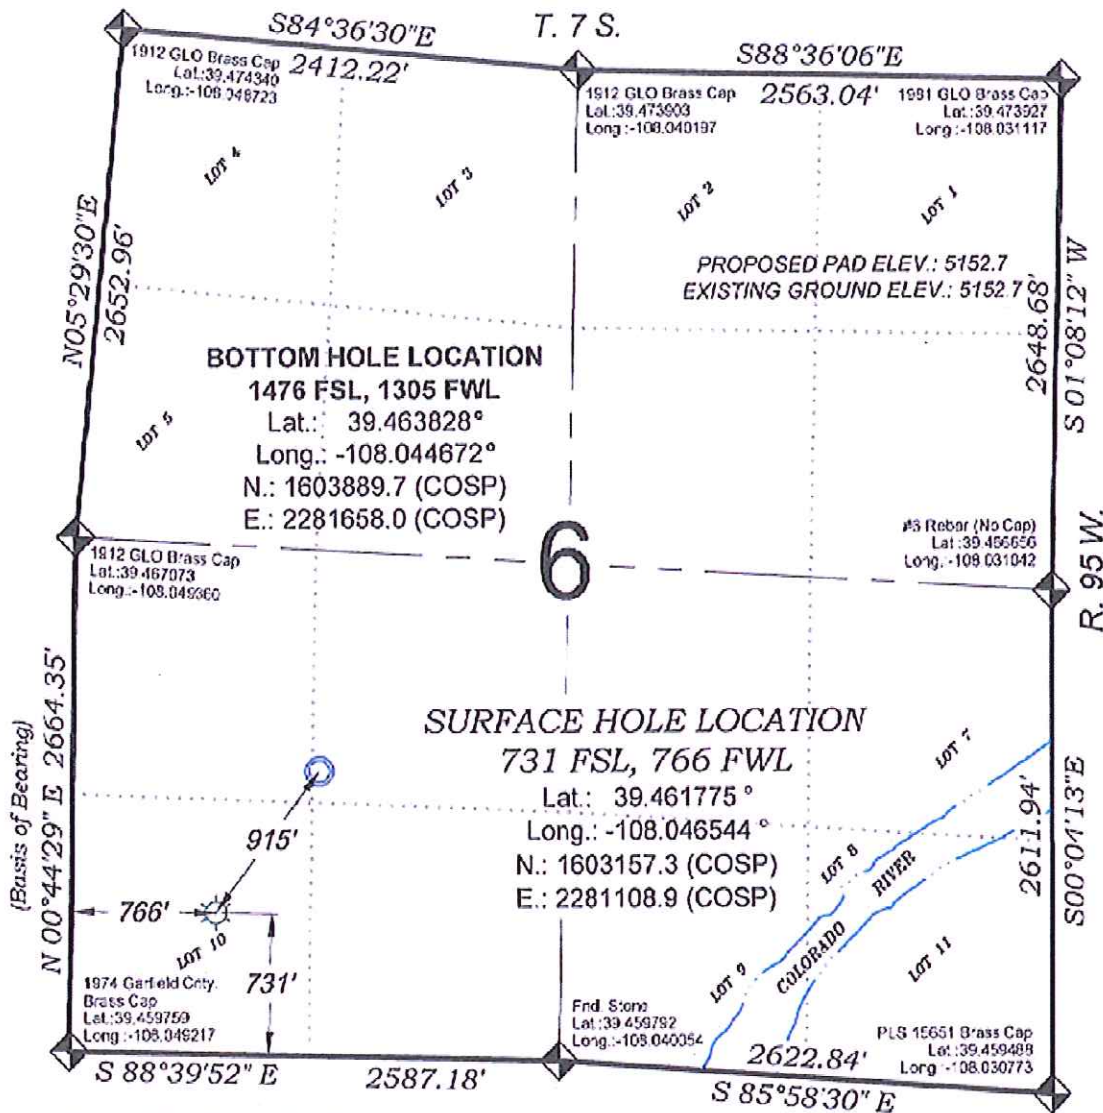 T. 7 S.
S84°36'30"E
2412.22'
S88°36'06"E
2563.04'
1912 GLO Brass Cap
Lat.:39.474340
Long.:-108.048723
1912 GLO Brass Cap
Lat.:39.473903
Long.:-108.040197
1981 GLO Brass Cap
Lat.:39.473927
Long.:-108.031117
LOT 4
LOT 3
LOT 2
LOT 1
N05°29'30"E
2652.96'
PROPOSED PAD ELEV.: 5152.7
EXISTING GROUND ELEV.: 5152.7
2648.68'
S 01°08'12" W
BOTTOM HOLE LOCATION
1476 FSL, 1305 FWL
Lat.: 39.463828°
Long.: -108.044672°
N.: 1603889.7 (COSP)
E.: 2281658.0 (COSP)
LOT 5
1912 GLO Brass Cap
Lat.:39.467073
Long.:-108.049360
6
#3 Rebar (No Cap)
Lat.:39.466656
Long.:-108.031042
R. 95 W.
(Basis of Bearing)
N 00°44'29" E 2664.35'
SURFACE HOLE LOCATION
731 FSL, 766 FWL
Lat.: 39.461775 °
Long.: -108.046544 °
N.: 1603157.3 (COSP)
E.: 2281108.9 (COSP)
915'
766'
LOT 10
731'
LOT 7
LOT 8
COLORADO RIVER
LOT 9
LOT 11
2611.94'
S00°04'13"E
1974 Garfield Cnty.
Brass Cap
Lat.:39.459759
Long.:-108.049217
Fnd. Stone
Lat.:39.459792
Long.:-108.040054
PLS 15651 Brass Cap
Lat.:39.459488
Long.:-108.030773
S 88°39'52" E 2587.18'
2622.84'
S 85°58'30" E